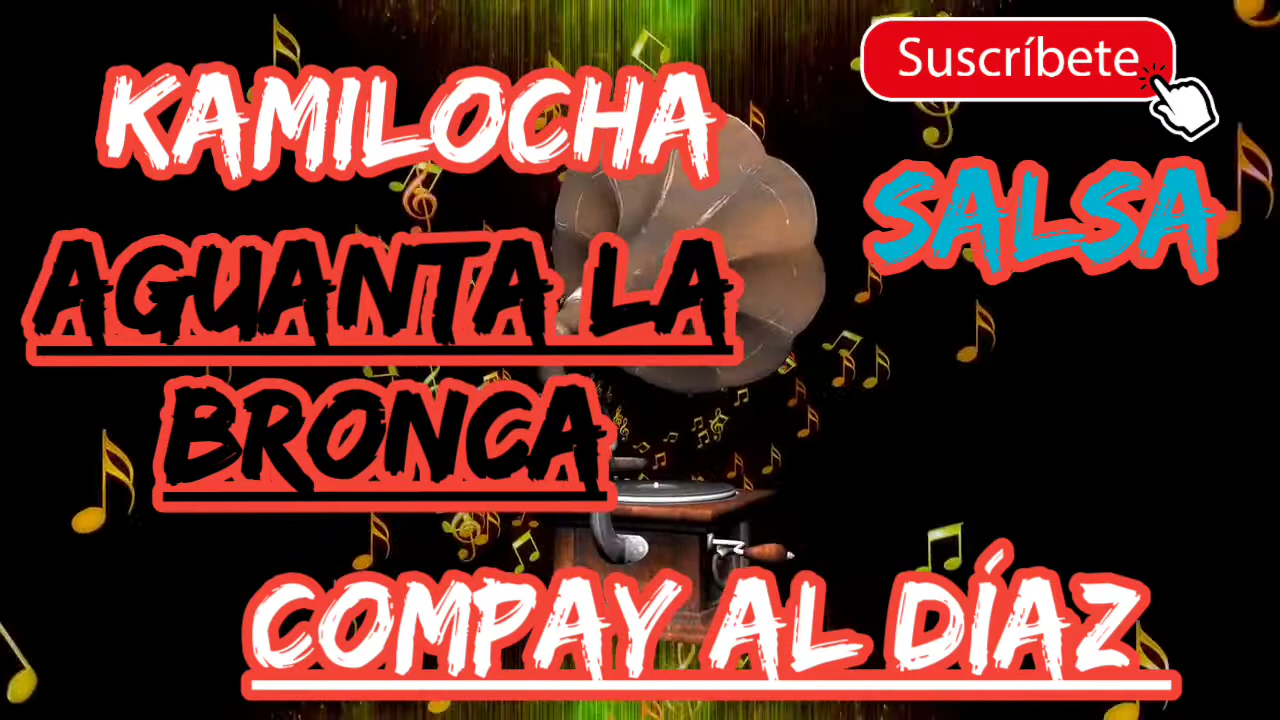 Suscríbete
KAMILOCHA
SALSA
AGUANTA LA
BRONCA
COMPAY AL DÍAZ